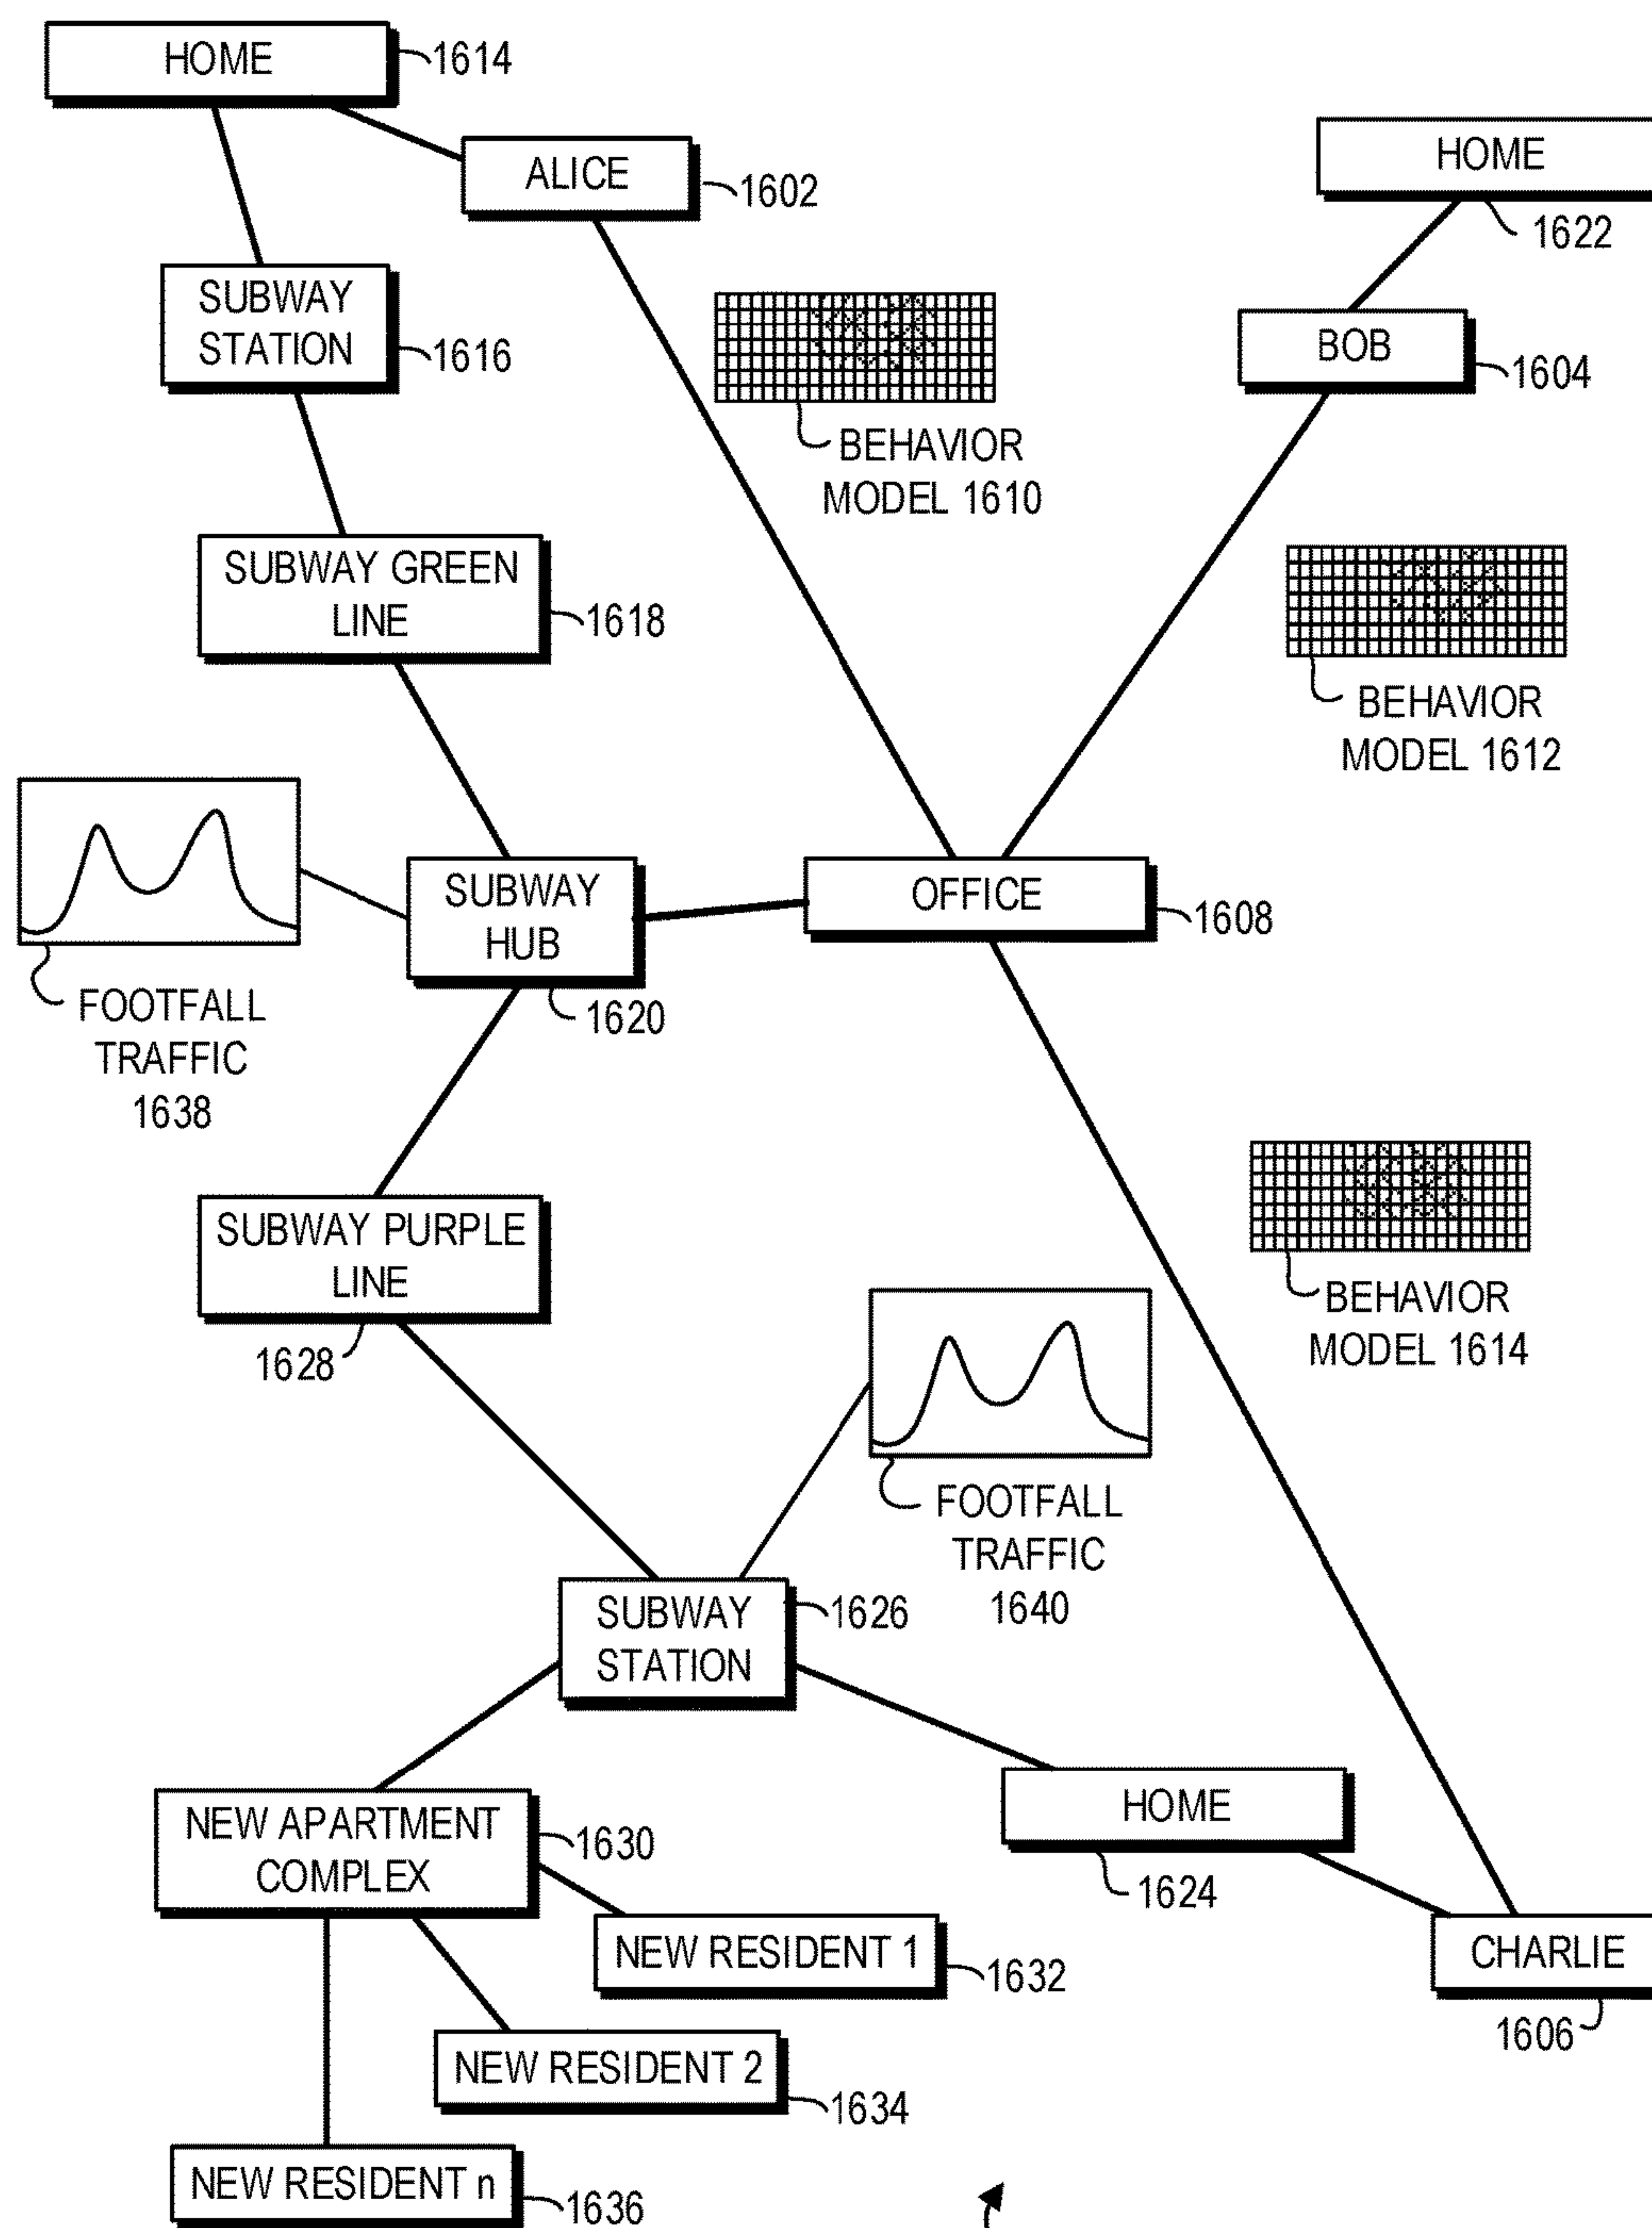 HOME
1614
ALICE
1602
HOME
1622
SUBWAY
STATION
1616
BOB
1604
BEHAVIOR
MODEL 1610
SUBWAY GREEN
LINE
1618
BEHAVIOR
MODEL 1612
SUBWAY
HUB
1620
OFFICE
1608
FOOTFALL
TRAFFIC
1638
SUBWAY PURPLE
LINE
1628
BEHAVIOR
MODEL 1614
FOOTFALL
TRAFFIC
1640
SUBWAY
STATION
1626
NEW APARTMENT
COMPLEX
1630
HOME
1624
NEW RESIDENT 1
1632
CHARLIE
1606
NEW RESIDENT 2
1634
NEW RESIDENT n
1636